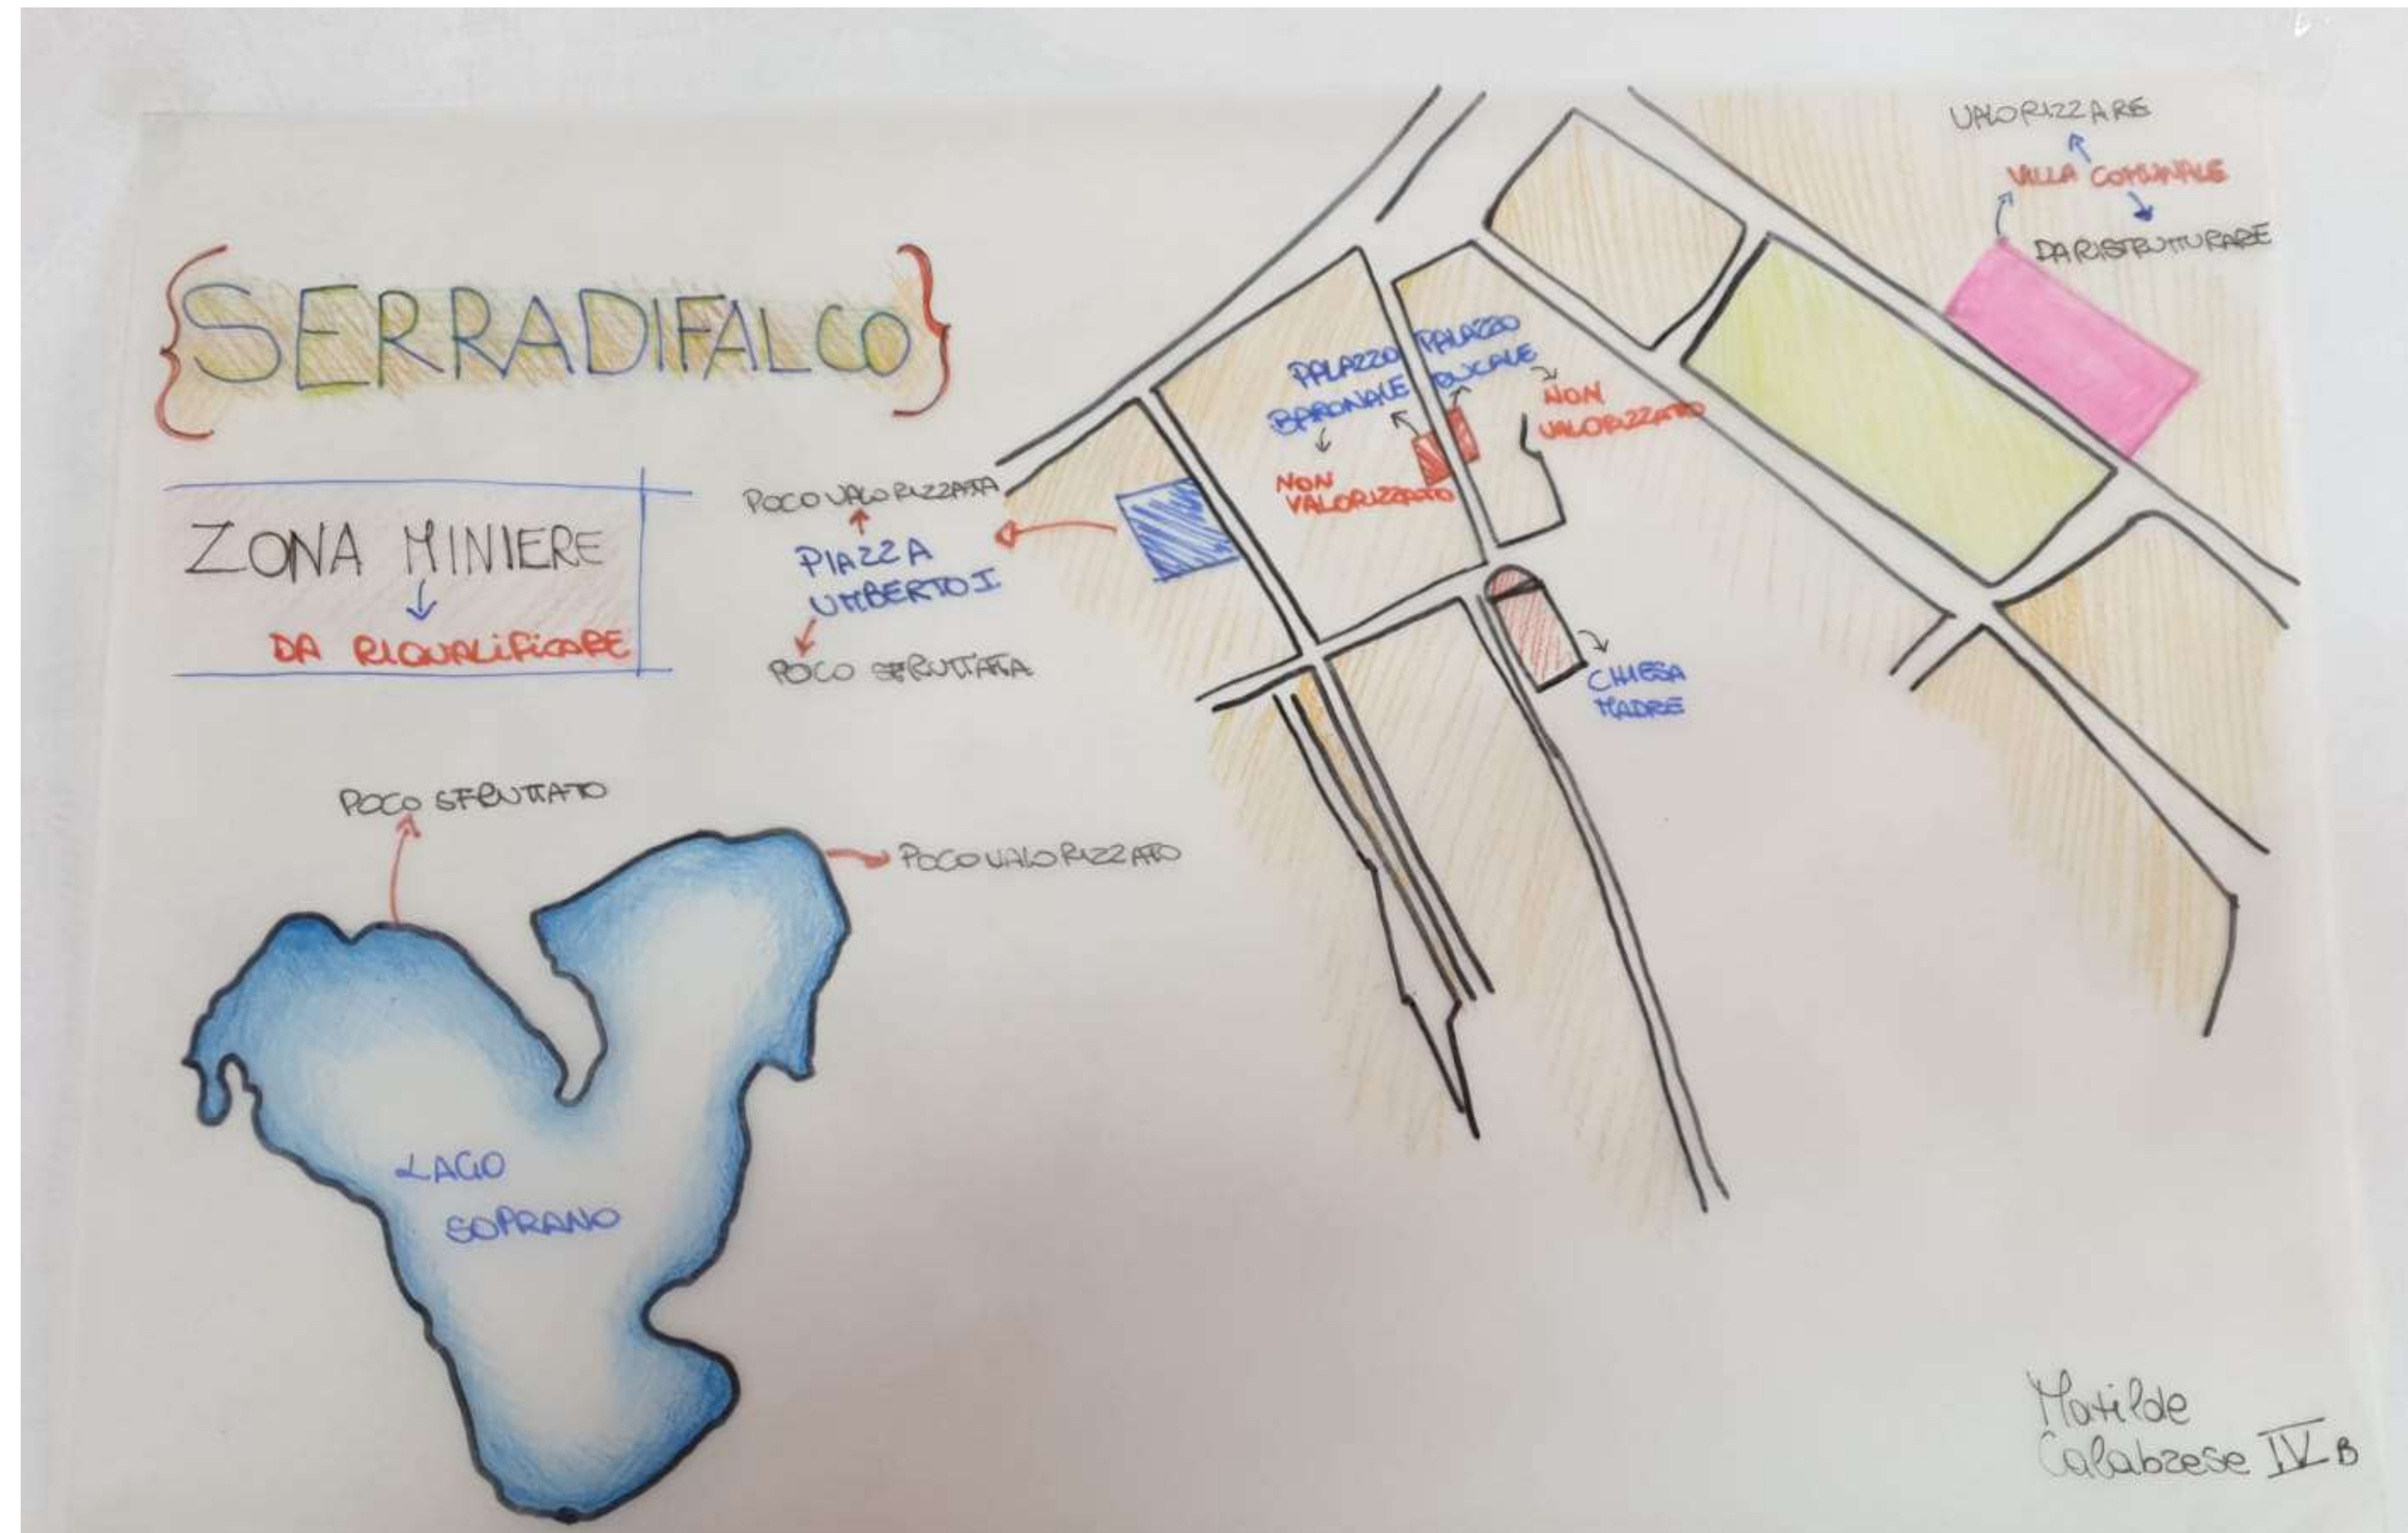 {SERRADIFALCO}
ZONA MINIERE
DA RIQUALIFICARE
POCO VALORIZZATA
PIAZZA
UMBERTO I
POCO SFRUTTATA
PALAZZO
BARONALE
NON
VALORIZZATO
PALAZZO
DUCALE
NON
VALORIZZATO
CHIESA
MADRE
VALORIZZARE
VILLA COMUNALE
DA RISTRUTTURARE
POCO SFRUTTATO
POCO VALORIZZATO
LAGO
SOPRANO
Matilde
Calabrese IV B